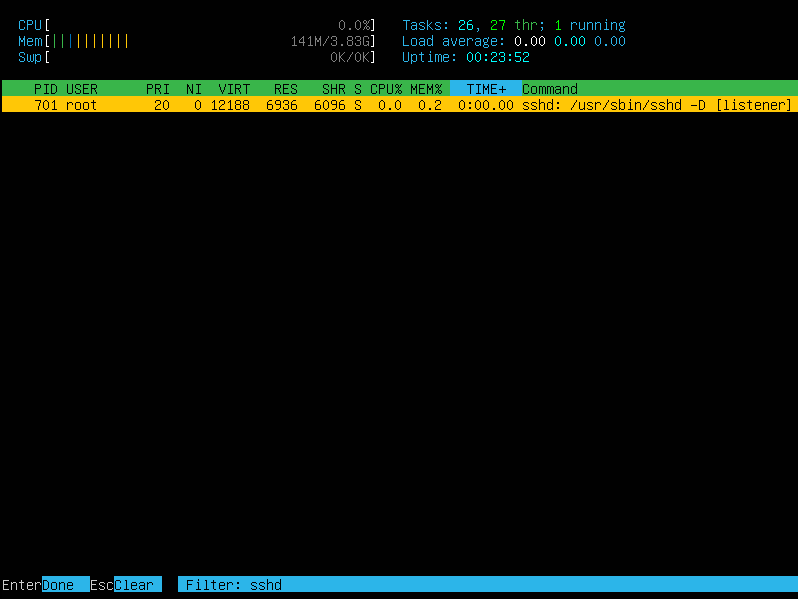 CPU[ 0.0%] Tasks: 26, 27 thr; 1 running
Mem[|||||||||| 141M/3.83G] Load average: 0.00 0.00 0.00
Swp[ 0K/0K] Uptime: 00:23:52
PID USER PRI NI VIRT RES SHR S CPU% MEM% TIME+ Command
701 root 20 0 12188 6936 6096 S 0.0 0.2 0:00.00 sshd: /usr/sbin/sshd -D [listener]
EnterDone EscClear Filter: sshd